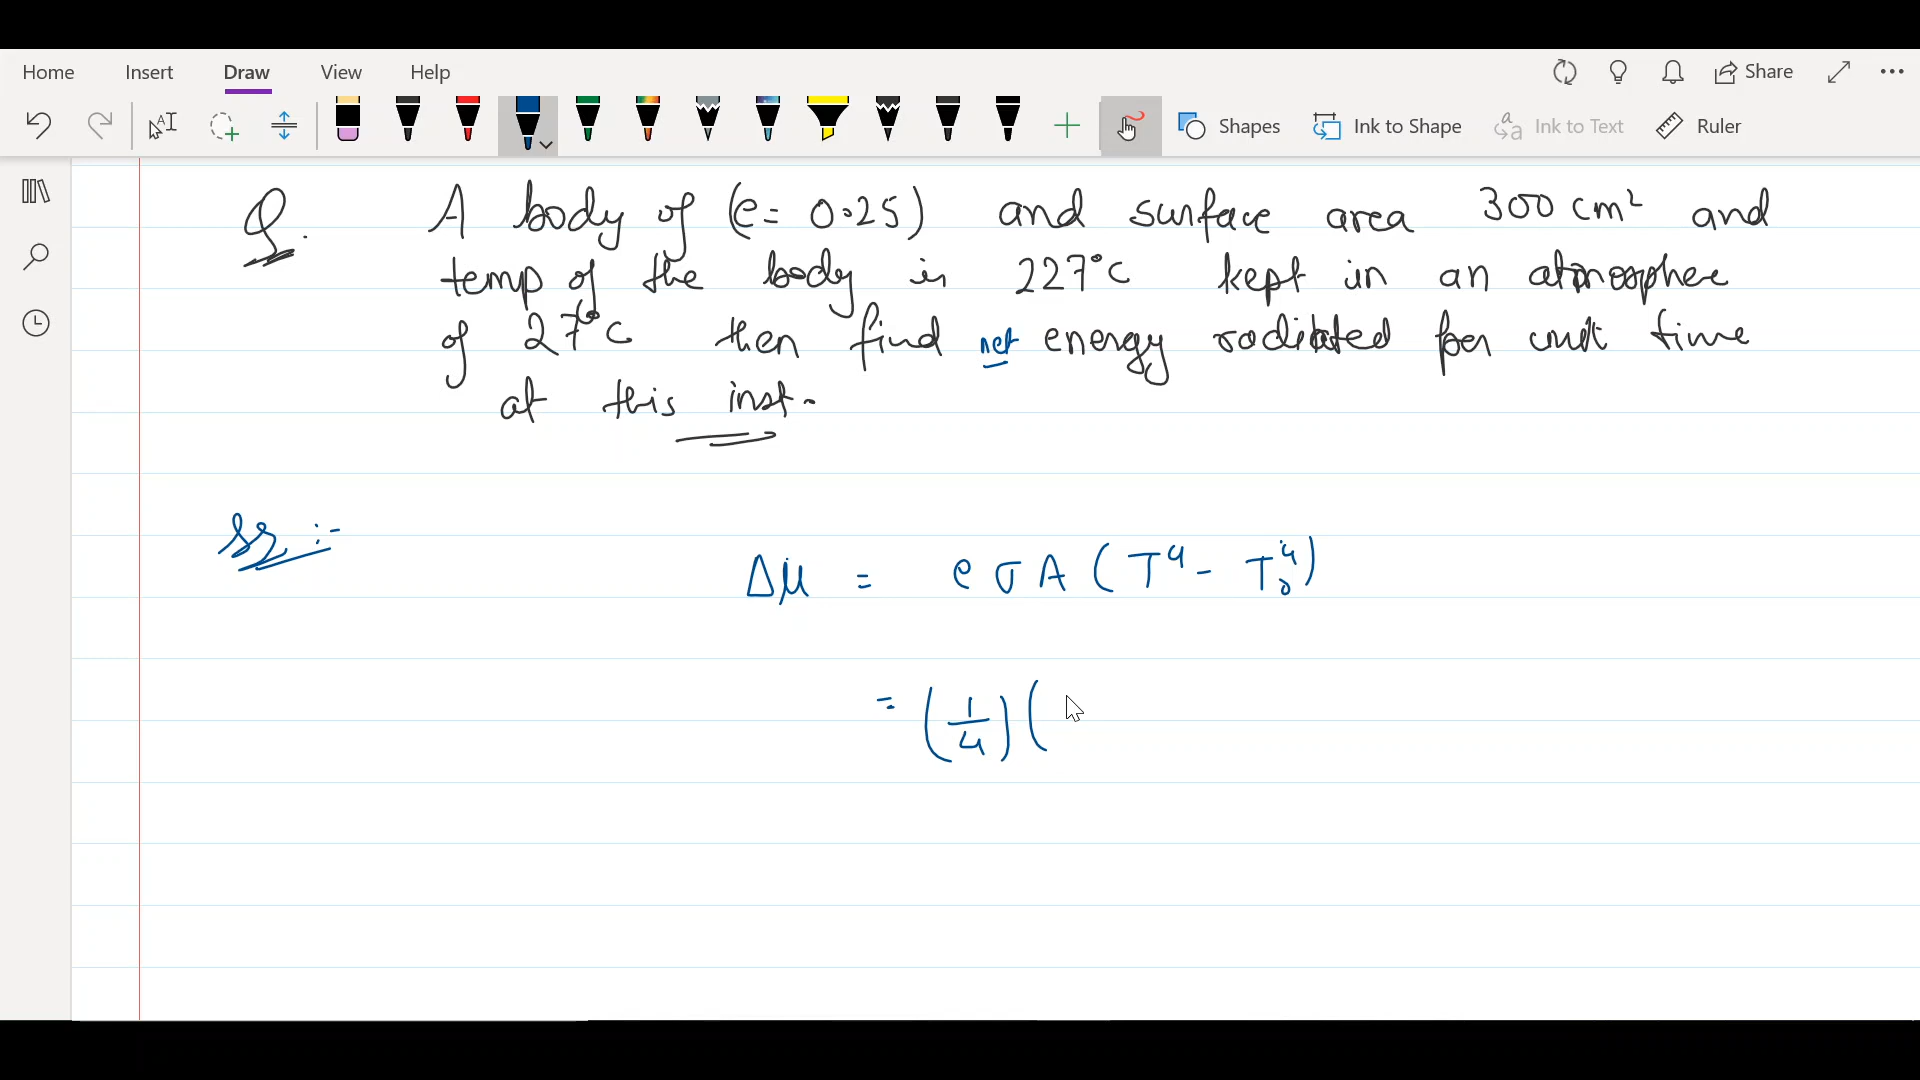 Home Insert Draw View Help Share
Shapes Ink to Shape Ink to Text Ruler
Q. A body of (e = 0.25) and surface area 300 cm² and
temp of the body is 227°C kept in an atmosphere
of 27°C then find net energy radiated per unit time
at this inst.
Δu = e σ A (T⁴ - T₀⁴)
= (1/4) (